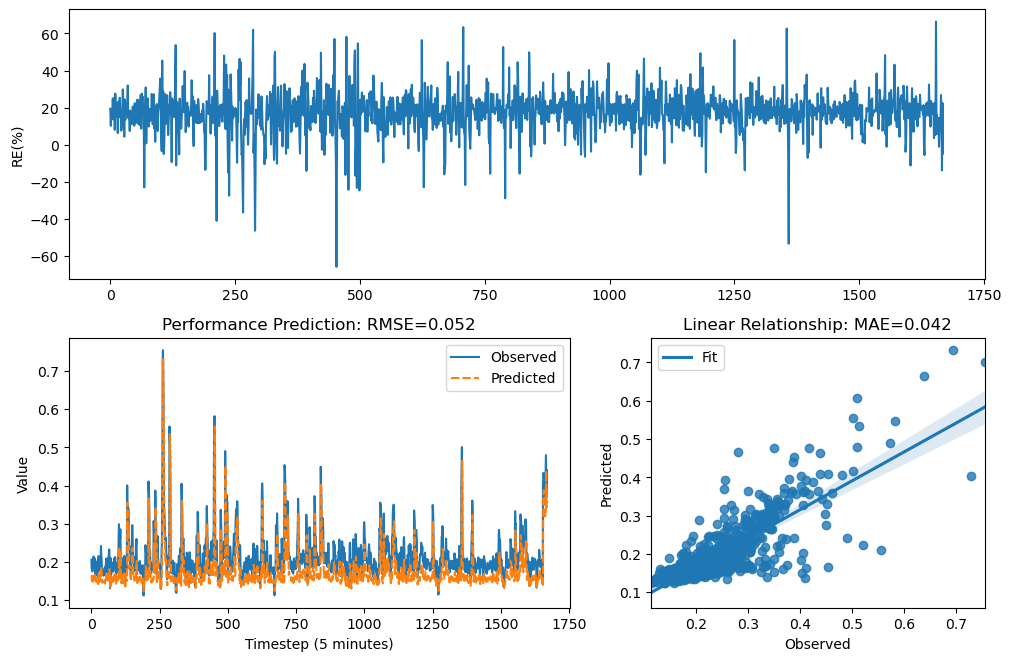 RE(%)
60
40
20
0
−20
−40
−60
0 250 500 750 1000 1250 1500 1750
Performance Prediction: RMSE=0.052
Value
0.7
0.6
0.5
0.4
0.3
0.2
0.1
Observed
Predicted
0 250 500 750 1000 1250 1500 1750
Timestep (5 minutes)
Linear Relationship: MAE=0.042
Predicted
0.7
0.6
0.5
0.4
0.3
0.2
0.1
Fit
0.2 0.3 0.4 0.5 0.6 0.7
Observed